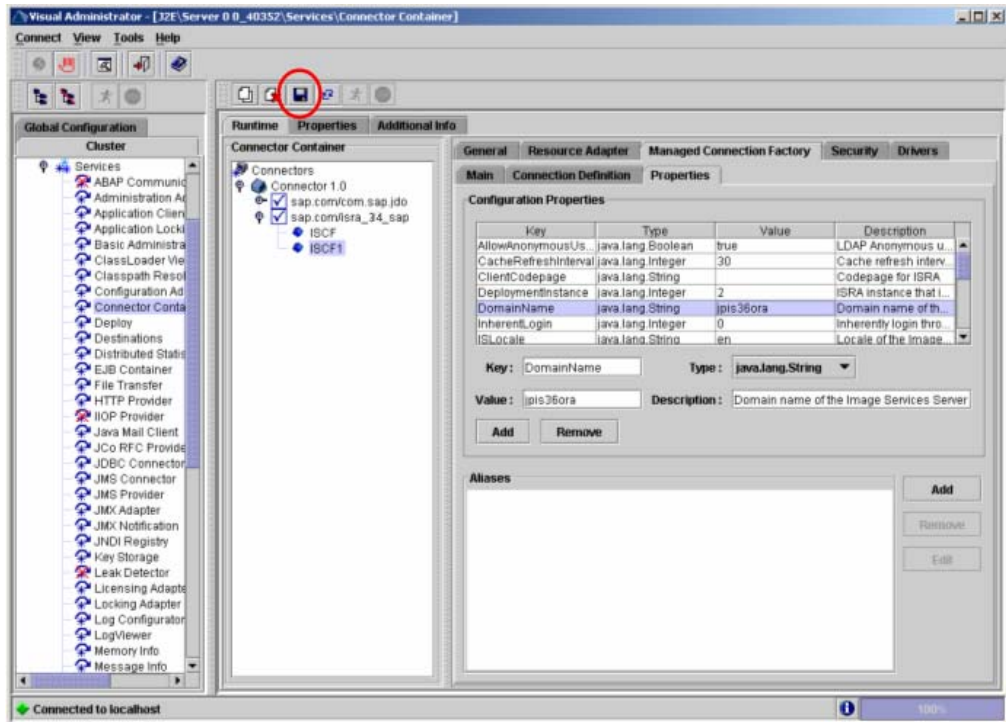 Visual Administrator - [J2E\Server 0 0_40352\Services\Connector Container]
Connect View Tools Help
Global Configuration
Cluster
Services
ABAP Communic
Administration Ad
Application Clien
Application Locki
Basic Administra
ClassLoader Vie
Classpath Resol
Configuration Ad
Connector Conta
Deploy
Destinations
Distributed Statis
EJB Container
File Transfer
HTTP Provider
IIOP Provider
Java Mail Client
JCo RFC Provide
JDBC Connector
JMS Connector
JMS Provider
JMX Adapter
JMX Notification
JNDI Registry
Key Storage
Leak Detector
Licensing Adapte
Locking Adapter
Log Configurator
LogViewer
Memory Info
Message Info
Runtime Properties Additional Info
Connector Container
Connectors
Connector 1.0
sap.com/com.sap.jdo
sap.com/isra_34_sap
ISCF
ISCF1
General Resource Adapter Managed Connection Factory Security Drivers
Main Connection Definition Properties
Configuration Properties
Key Type Value Description
AllowAnonymousUs... java.lang.Boolean true LDAP Anonymous u...
CacheRefreshInterval java.lang.Integer 30 Cache refresh interv...
ClientCodepage java.lang.String Codepage for ISRA
DeploymentInstance java.lang.Integer 2 ISRA instance that i...
DomainName java.lang.String jpis36ora Domain name of th...
InherentLogin java.lang.Integer 0 Inherently login thro...
ISLocale java.lang.String en Locale of the Image...
Key: DomainName Type: java.lang.String
Value: jpis36ora Description: Domain name of the Image Services Server
Add Remove
Aliases
Add
Remove
Edit
Connected to localhost
100%